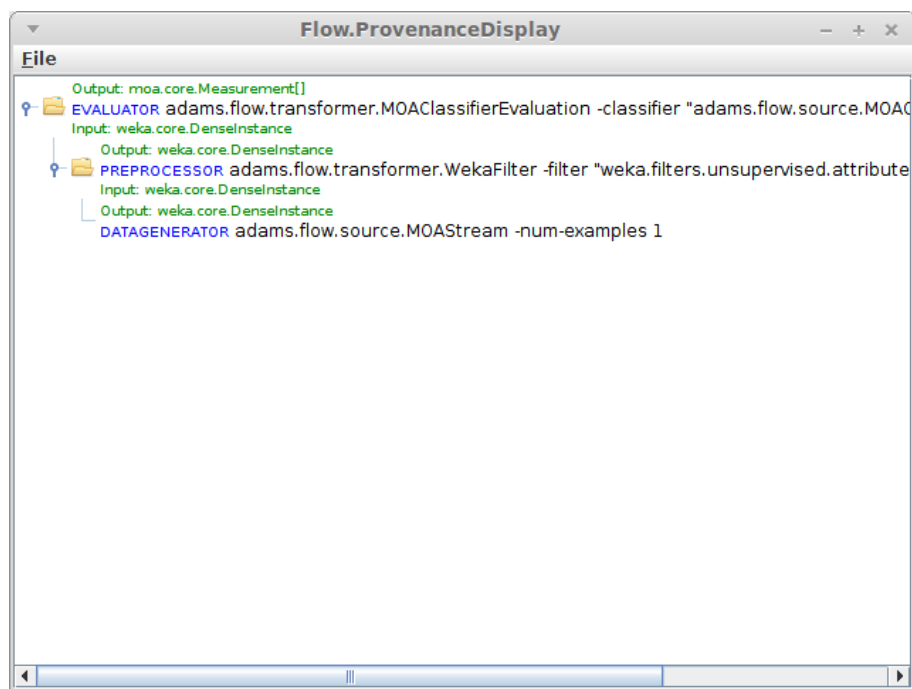 Flow.ProvenanceDisplay
File
Output: moa.core.Measurement[]
EVALUATOR adams.flow.transformer.MOAClassifierEvaluation -classifier "adams.flow.source.MOAC
Input: weka.core.DenseInstance
Output: weka.core.DenseInstance
PREPROCESSOR adams.flow.transformer.WekaFilter -filter "weka.filters.unsupervised.attribute
Input: weka.core.DenseInstance
Output: weka.core.DenseInstance
DATAGENERATOR adams.flow.source.MOAStream -num-examples 1